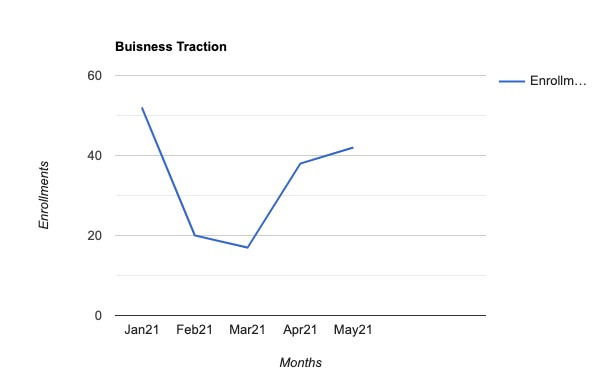 Buisness Traction
60
40
20
0
Enrollments
Jan21 Feb21 Mar21 Apr21 May21
Months
Enrollm...